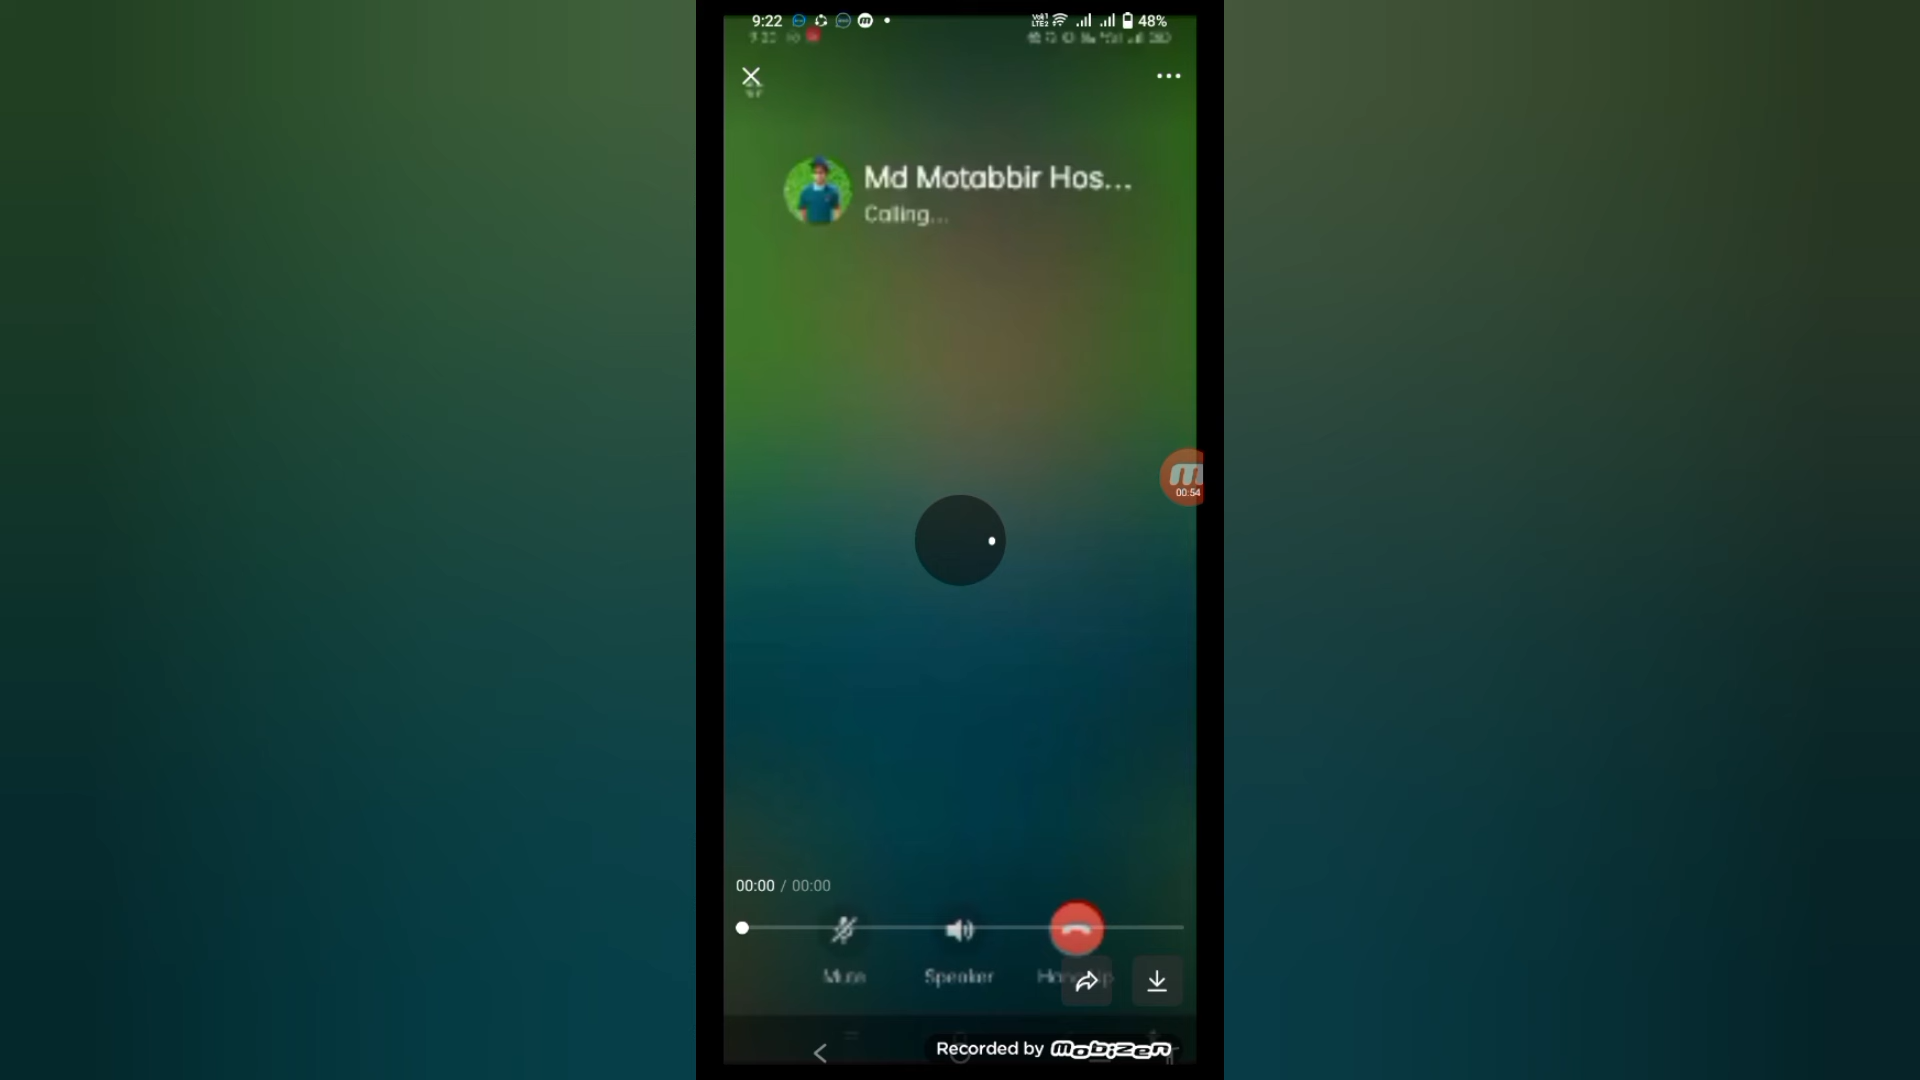 9:22 48%
Md Motabbir Hos...
Calling...
00:54
00:00 / 00:00
Mute Speaker
Recorded by mobizen